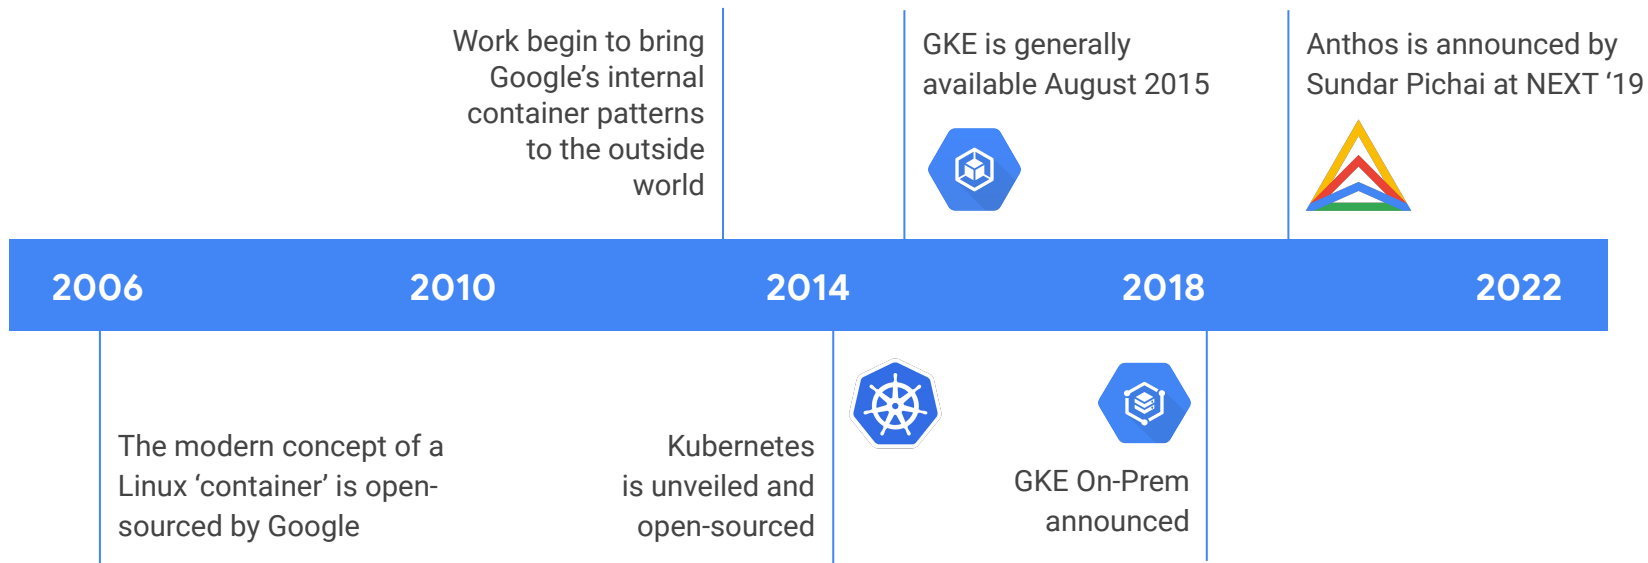 Work begin to bring
Google’s internal
container patterns
to the outside
world
GKE is generally
available August 2015
Anthos is announced by
Sundar Pichai at NEXT ‘19
2006
2010
2014
2018
2022
The modern concept of a
Linux ‘container’ is open-
sourced by Google
Kubernetes
is unveiled and
open-sourced
GKE On-Prem
announced